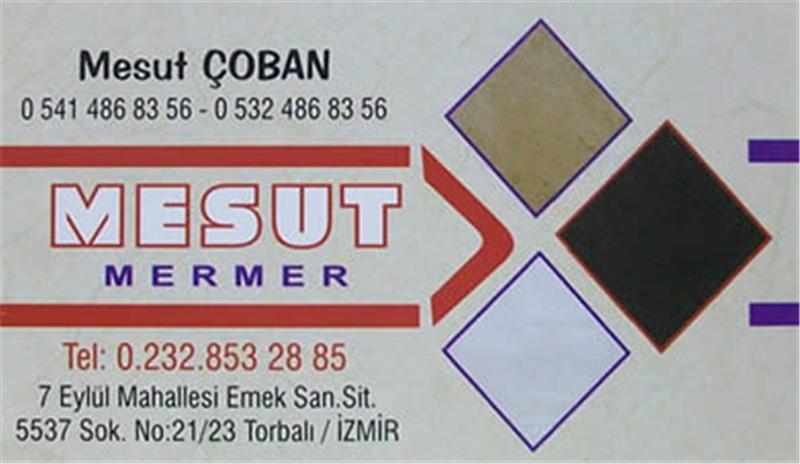 Mesut ÇOBAN
0 541 486 83 56 - 0 532 486 83 56
MESUT
MERMER
Tel: 0.232.853 28 85
7 Eylül Mahallesi Emek San.Sit.
5537 Sok. No:21/23 Torbalı / İZMİR